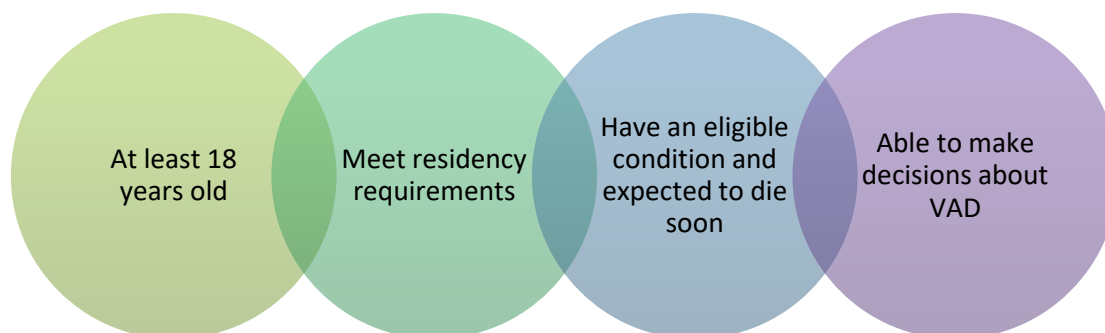 At least 18
years old
Meet residency
requirements
Have an eligible
condition and
expected to die
soon
Able to make
decisions about
VAD